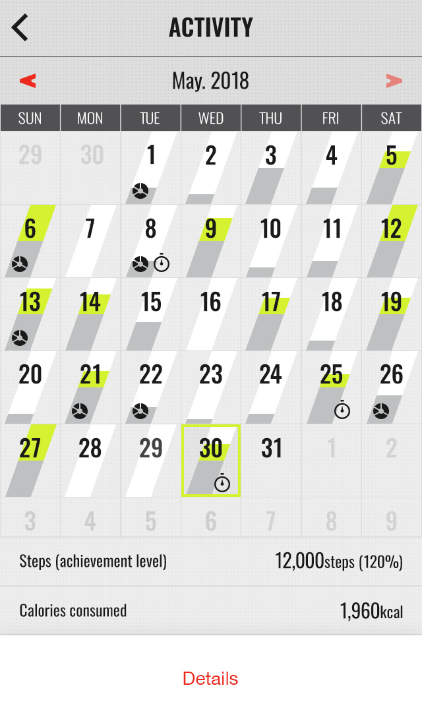 ACTIVITY
May. 2018
SUN MON TUE WED THU FRI SAT
29 30 1 2 3 4 5
6 7 8 9 10 11 12
13 14 15 16 17 18 19
20 21 22 23 24 25 26
27 28 29 30 31 1 2
3 4 5 6 7 8 9
Steps (achievement level) 12,000steps (120%)
Calories consumed 1,960kcal
Details